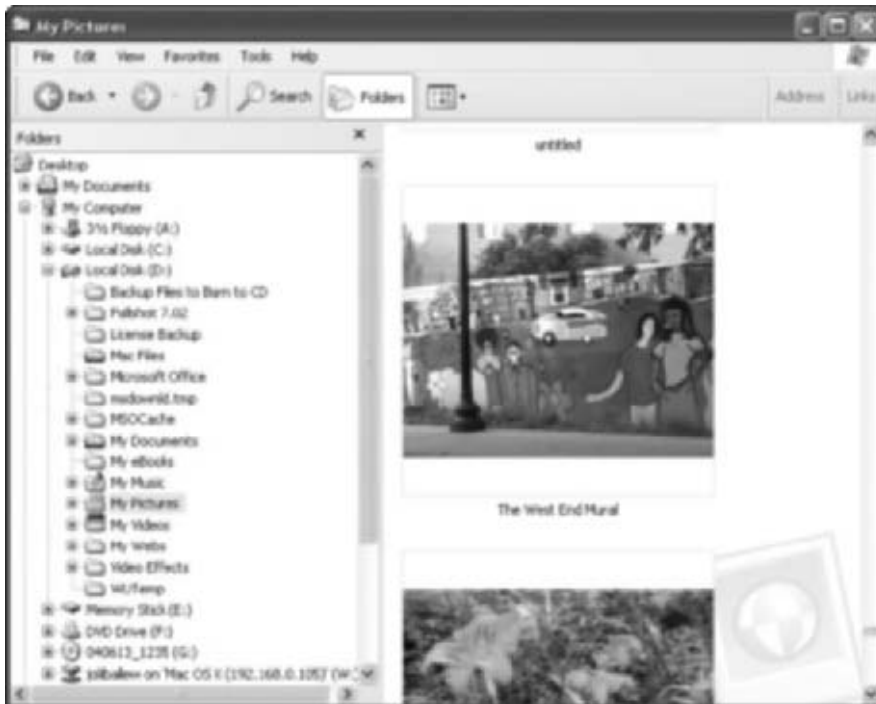 My Pictures
File Edit View Favorites Tools Help
Back Search Folders Address Links
Folders
Desktop
My Documents
My Computer
3½ Floppy (A:)
Local Disk (C:)
Local Disk (D:)
Backup Files to Burn to CD
Fullshot 7.02
License Backup
Mac Files
Microsoft Office
msdownld.tmp
MSOCache
My Documents
My eBooks
My Music
My Pictures
My Videos
My Webs
Video Effects
WUTemp
Memory Stick (E:)
DVD Drive (F:)
040613_1235 (G:)
on 'Mac OS X (192.168.0.105)' (W:)
untitled
The West End Mural